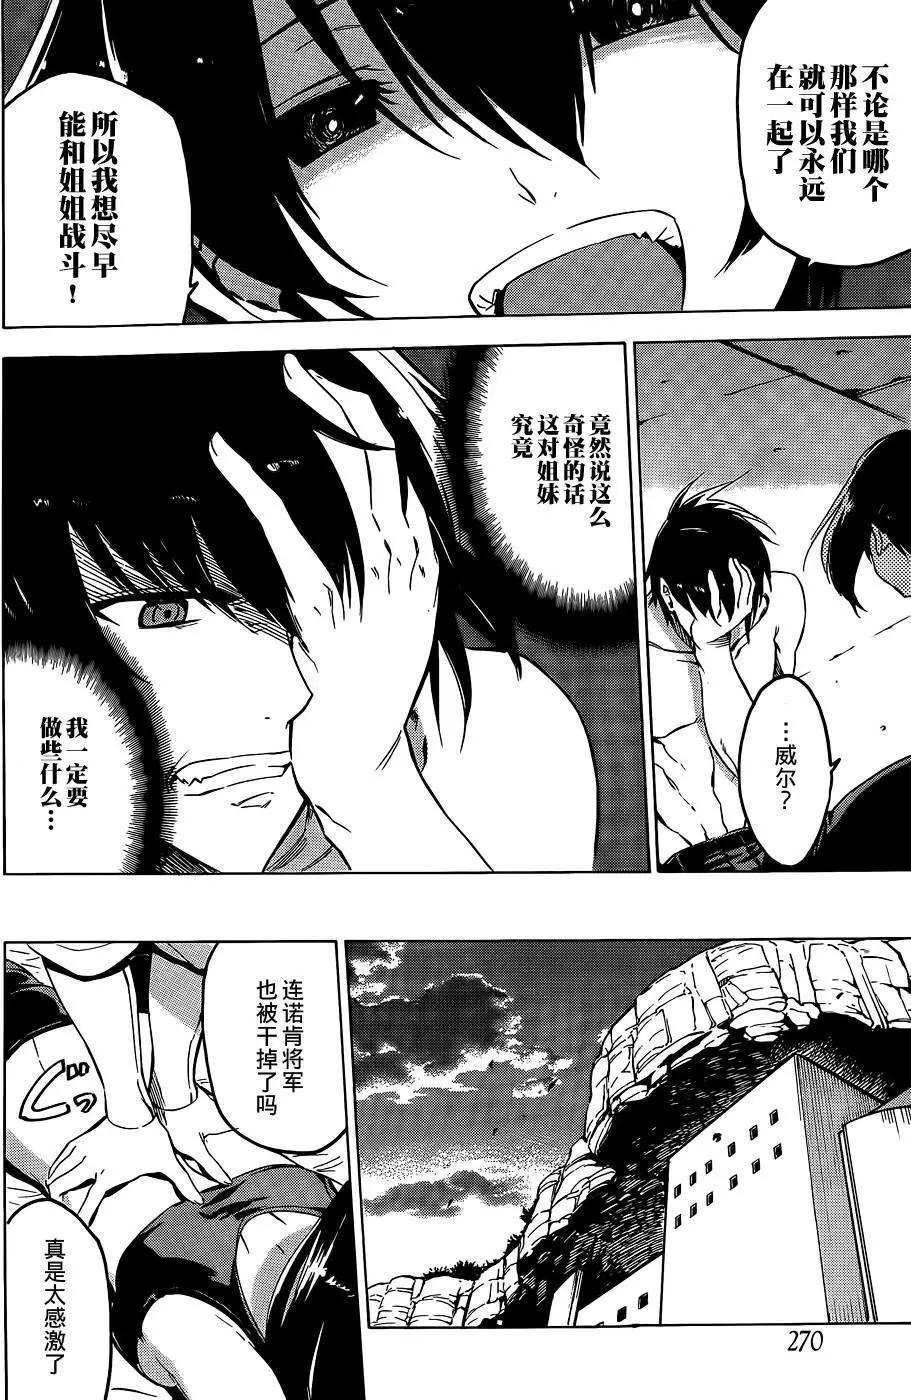 不论是哪个
那样我们
就可以永远
在一起了
所以我想尽早
能和姐姐战斗！
竟然说这么
奇怪的话
这对姐妹
究竟
我一定要
做些什么…
…威尔？
连诺肯将军
也被干掉了吗
グッ
真是太感激了
270